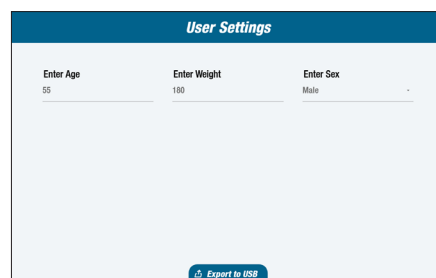 User Settings
Enter Age Enter Weight Enter Sex
55 180 Male
Export to USB